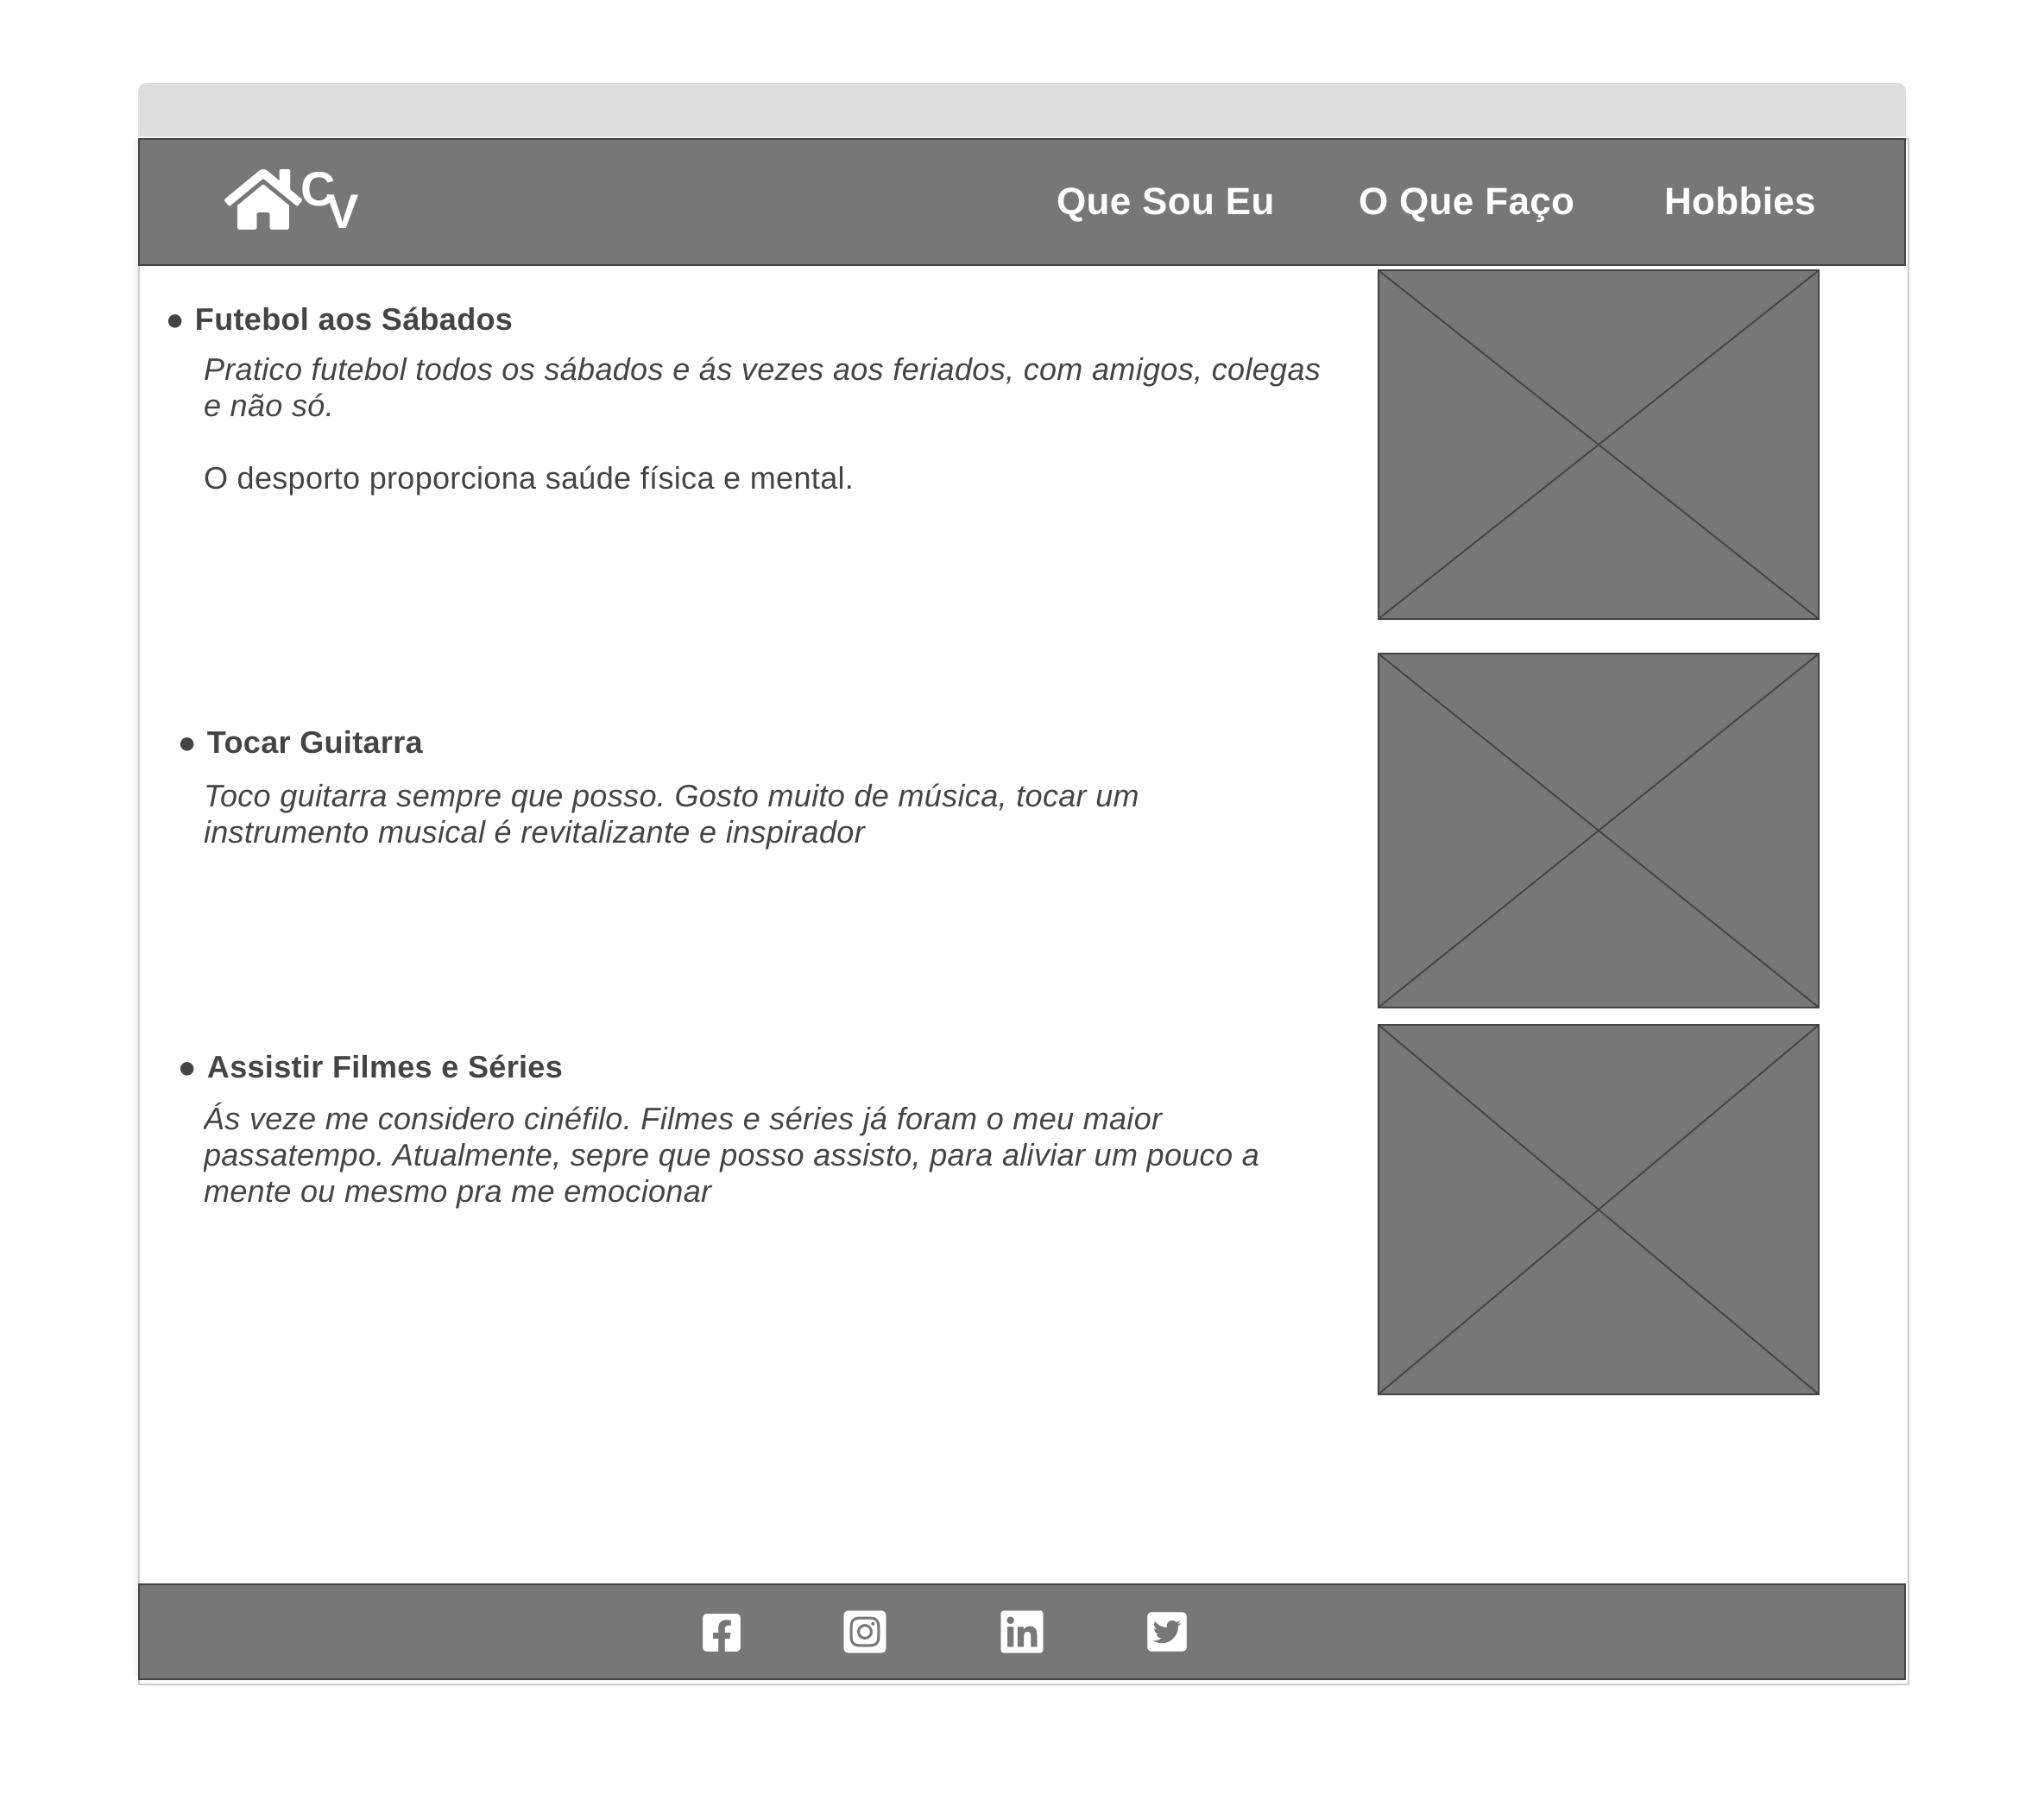 CV
Que Sou Eu
O Que Faço
Hobbies
● Futebol aos Sábados
Pratico futebol todos os sábados e ás vezes aos feriados, com amigos, colegas
e não só.
O desporto proporciona saúde física e mental.
● Tocar Guitarra
Toco guitarra sempre que posso. Gosto muito de música, tocar um
instrumento musical é revitalizante e inspirador
● Assistir Filmes e Séries
Ás veze me considero cinéfilo. Filmes e séries já foram o meu maior
passatempo. Atualmente, sepre que posso assisto, para aliviar um pouco a
mente ou mesmo pra me emocionar